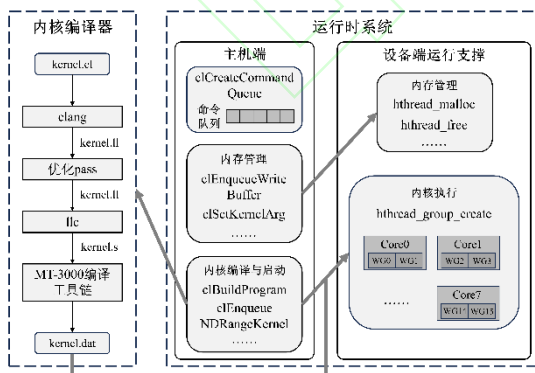 内核编译器
kernel.cl
clang
kernel.ll
优化pass
kernel.ll
llc
kernel.s
MT-3000编译
工具链
kernel.dat
运行时系统
主机端
clCreateCommand
Queue
命令
队列
内存管理
clEnqueueWrite
Buffer
clSetKernelArg
……
内核编译与启动
clBuildProgram
clEnqueue
NDRangeKernel
……
设备端运行支撑
内存管理
hthread_malloc
hthread_free
……
内核执行
hthread_group_create
Core0
WG0 WG1
Core1
WG2 WG3
……
Core7
WG14 WG15